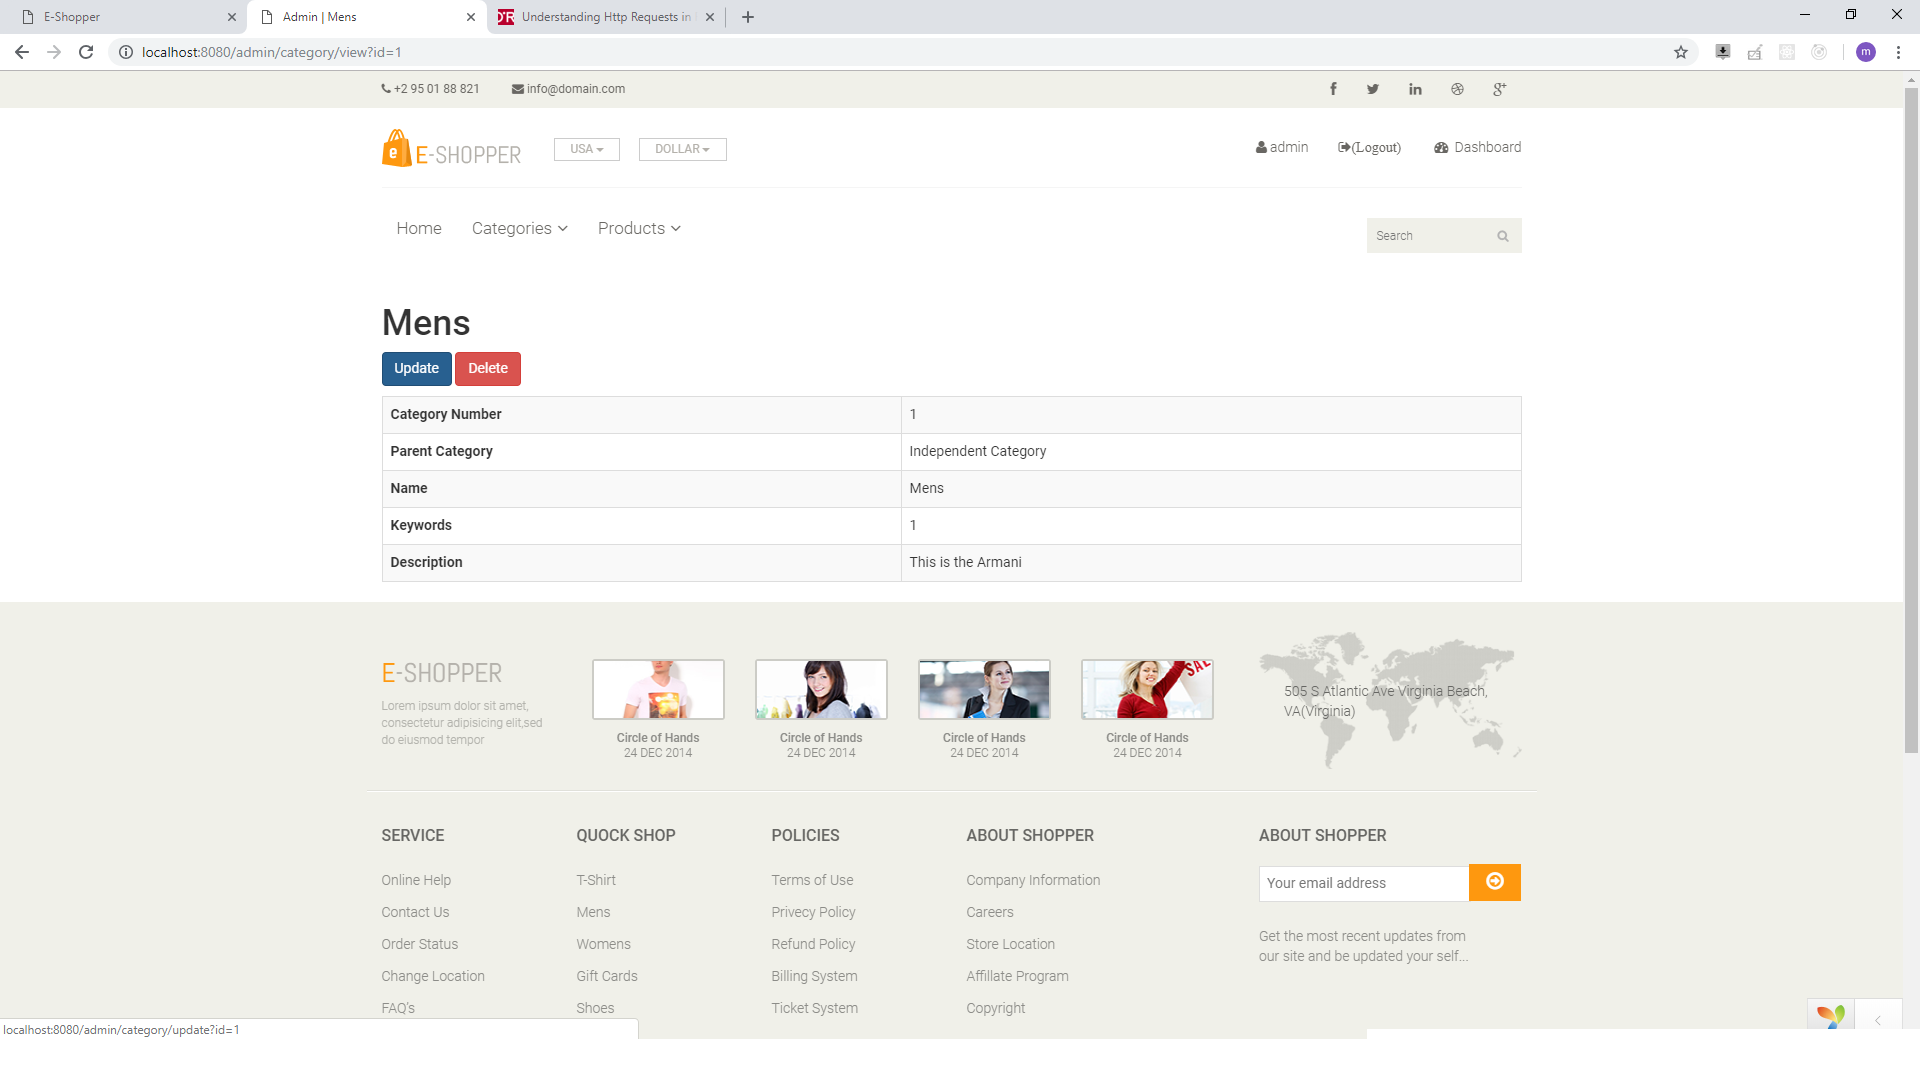 E-Shopper
Admin | Mens
Understanding Http Requests in
localhost:8080/admin/category/view?id=1
m
+2 95 01 88 821
info@domain.com
E-SHOPPER
USA
DOLLAR
admin
(Logout)
Dashboard
Home
Categories
Products
Search
Mens
Update
Delete
Category Number 1
Parent Category Independent Category
Name Mens
Keywords 1
Description This is the Armani
E-SHOPPER
Lorem ipsum dolor sit amet,
consectetur adipisicing elit,sed
do eiusmod tempor
Circle of Hands
24 DEC 2014
Circle of Hands
24 DEC 2014
Circle of Hands
24 DEC 2014
SALE
Circle of Hands
24 DEC 2014
505 S Atlantic Ave Virginia Beach,
VA(Virginia)
SERVICE
Online Help
Contact Us
Order Status
Change Location
FAQ's
QUOCK SHOP
T-Shirt
Mens
Womens
Gift Cards
Shoes
POLICIES
Terms of Use
Privecy Policy
Refund Policy
Billing System
Ticket System
ABOUT SHOPPER
Company Information
Careers
Store Location
Affillate Program
Copyright
ABOUT SHOPPER
Your email address
Get the most recent updates from
our site and be updated your self...
localhost:8080/admin/category/update?id=1